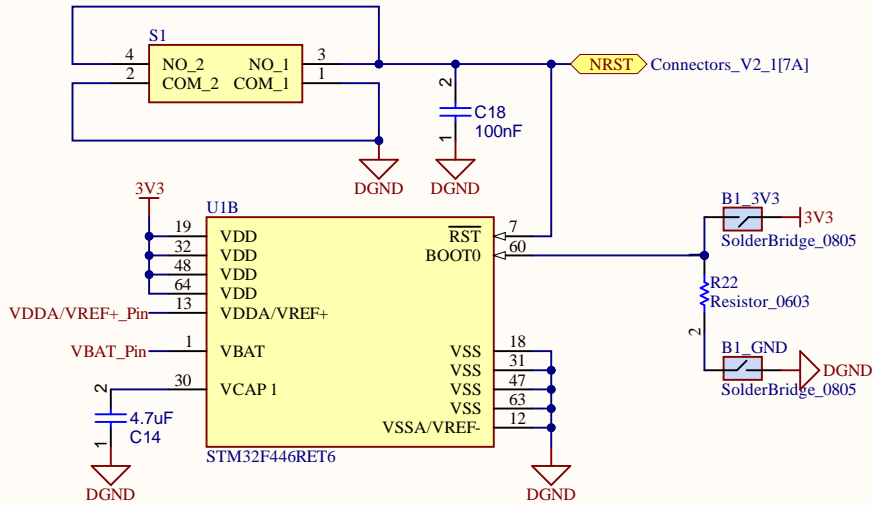 S1
4 NO_2 NO_1 3
2 COM_2 COM_1 1
NRST Connectors_V2_1[7A]
2
C18
100nF
1
DGND DGND
3V3
U1B
19 VDD RST 7
32 VDD BOOT0 60
48 VDD
64 VDD
13 VDDA/VREF+
VDDA/VREF+_Pin
VBAT_Pin 1 VBAT VSS 18
VSS 31
30 VCAP 1 VSS 47
VSS 63
VSSA/VREF- 12
2
4.7uF
C14
1
STM32F446RET6
DGND DGND
B1_3V3
3V3
SolderBridge_0805
R22
Resistor_0603
2
B1_GND
DGND
SolderBridge_0805